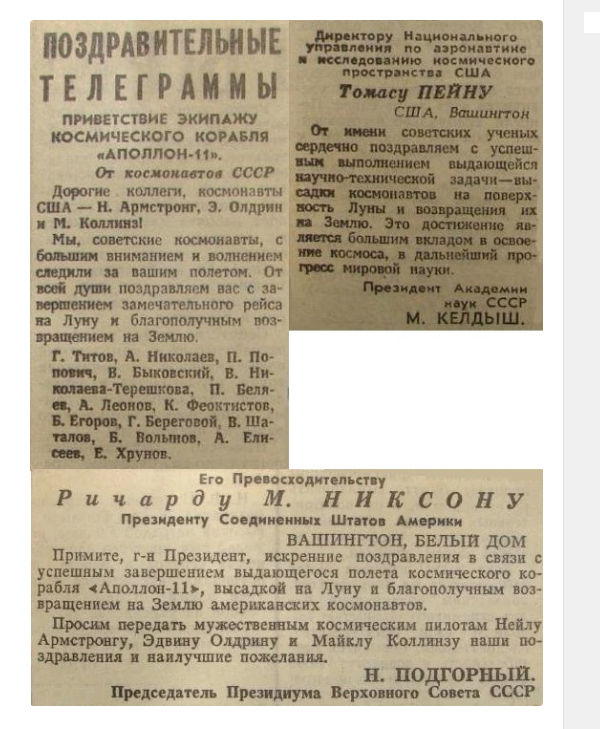 ПОЗДРАВИТЕЛЬНЫЕ
ТЕЛЕГРАММЫ
ПРИВЕТСТВИЕ ЭКИПАЖУ
КОСМИЧЕСКОГО КОРАБЛЯ
«АПОЛЛОН-11».
От космонавтов СССР
Дорогие коллеги, космонавты
США — Н. Армстронг, Э. Олдрин
и М. Коллинз!
Мы, советские космонавты, с
большим вниманием и волнением
следили за вашим полетом. От
всей души поздравляем вас с за-
вершением замечательного рейса
на Луну и благополучным воз-
вращением на Землю.
Г. Титов, А. Николаев, П. По-
пович, В. Быковский, В. Ни-
колаева-Терешкова, П. Беля-
ев, А. Леонов, К. Феоктистов,
Б. Егоров, Г. Береговой, В. Ша-
талов, Б. Волынов, А. Ели-
сеев, Е. Хрунов.
Директору Национального
управления по аэронавтике
и исследованию космического
пространства США
Томасу ПЕЙНУ
США, Вашингтон
От имени советских ученых
сердечно поздравляем с успеш-
ным выполнением выдающейся
научно-технической задачи—вы-
садки космонавтов на поверх-
ность Луны и возвращения их
на Землю. Это достижение яв-
ляется большим вкладом в освое-
ние космоса, в дальнейший про-
гресс мировой науки.
Президент Академии
наук СССР
М. КЕЛДЫШ.
Его Превосходительству
Ричарду М. НИКСОНУ
Президенту Соединенных Штатов Америки
ВАШИНГТОН, БЕЛЫЙ ДОМ
Примите, г-н Президент, искренние поздравления в связи с
успешным завершением выдающегося полета космического ко-
рабля «Аполлон-11», высадкой на Луну и благополучным воз-
вращением на Землю американских космонавтов.
Просим передать мужественным космическим пилотам Нейлу
Армстронгу, Эдвину Олдрину и Майклу Коллинзу наши по-
здравления и наилучшие пожелания.
Н. ПОДГОРНЫЙ.
Председатель Президиума Верховного Совета СССР